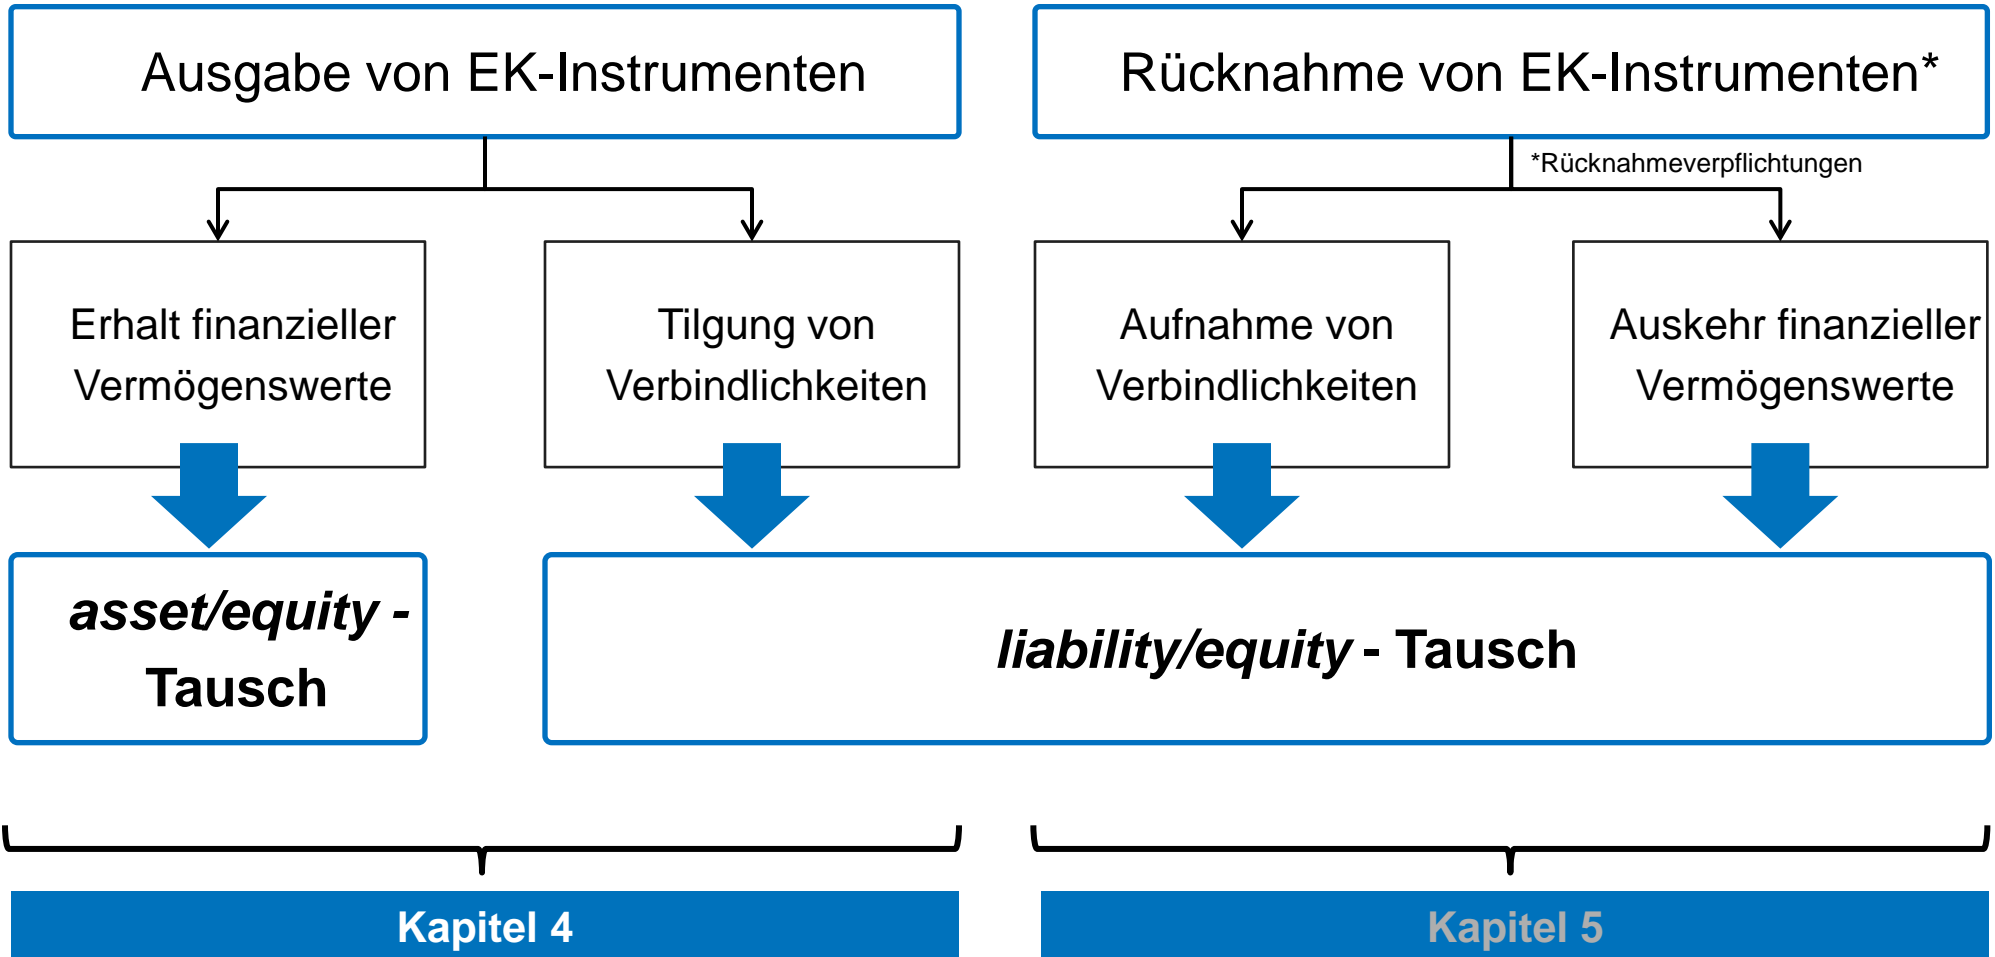 Ausgabe von EK-Instrumenten
Rücknahme von EK-Instrumenten*
*Rücknahmeverpflichtungen
Erhalt finanzieller
Vermögenswerte
Tilgung von
Verbindlichkeiten
Aufnahme von
Verbindlichkeiten
Auskehr finanzieller
Vermögenswerte
asset/equity -
Tausch
liability/equity - Tausch
Kapitel 4
Kapitel 5